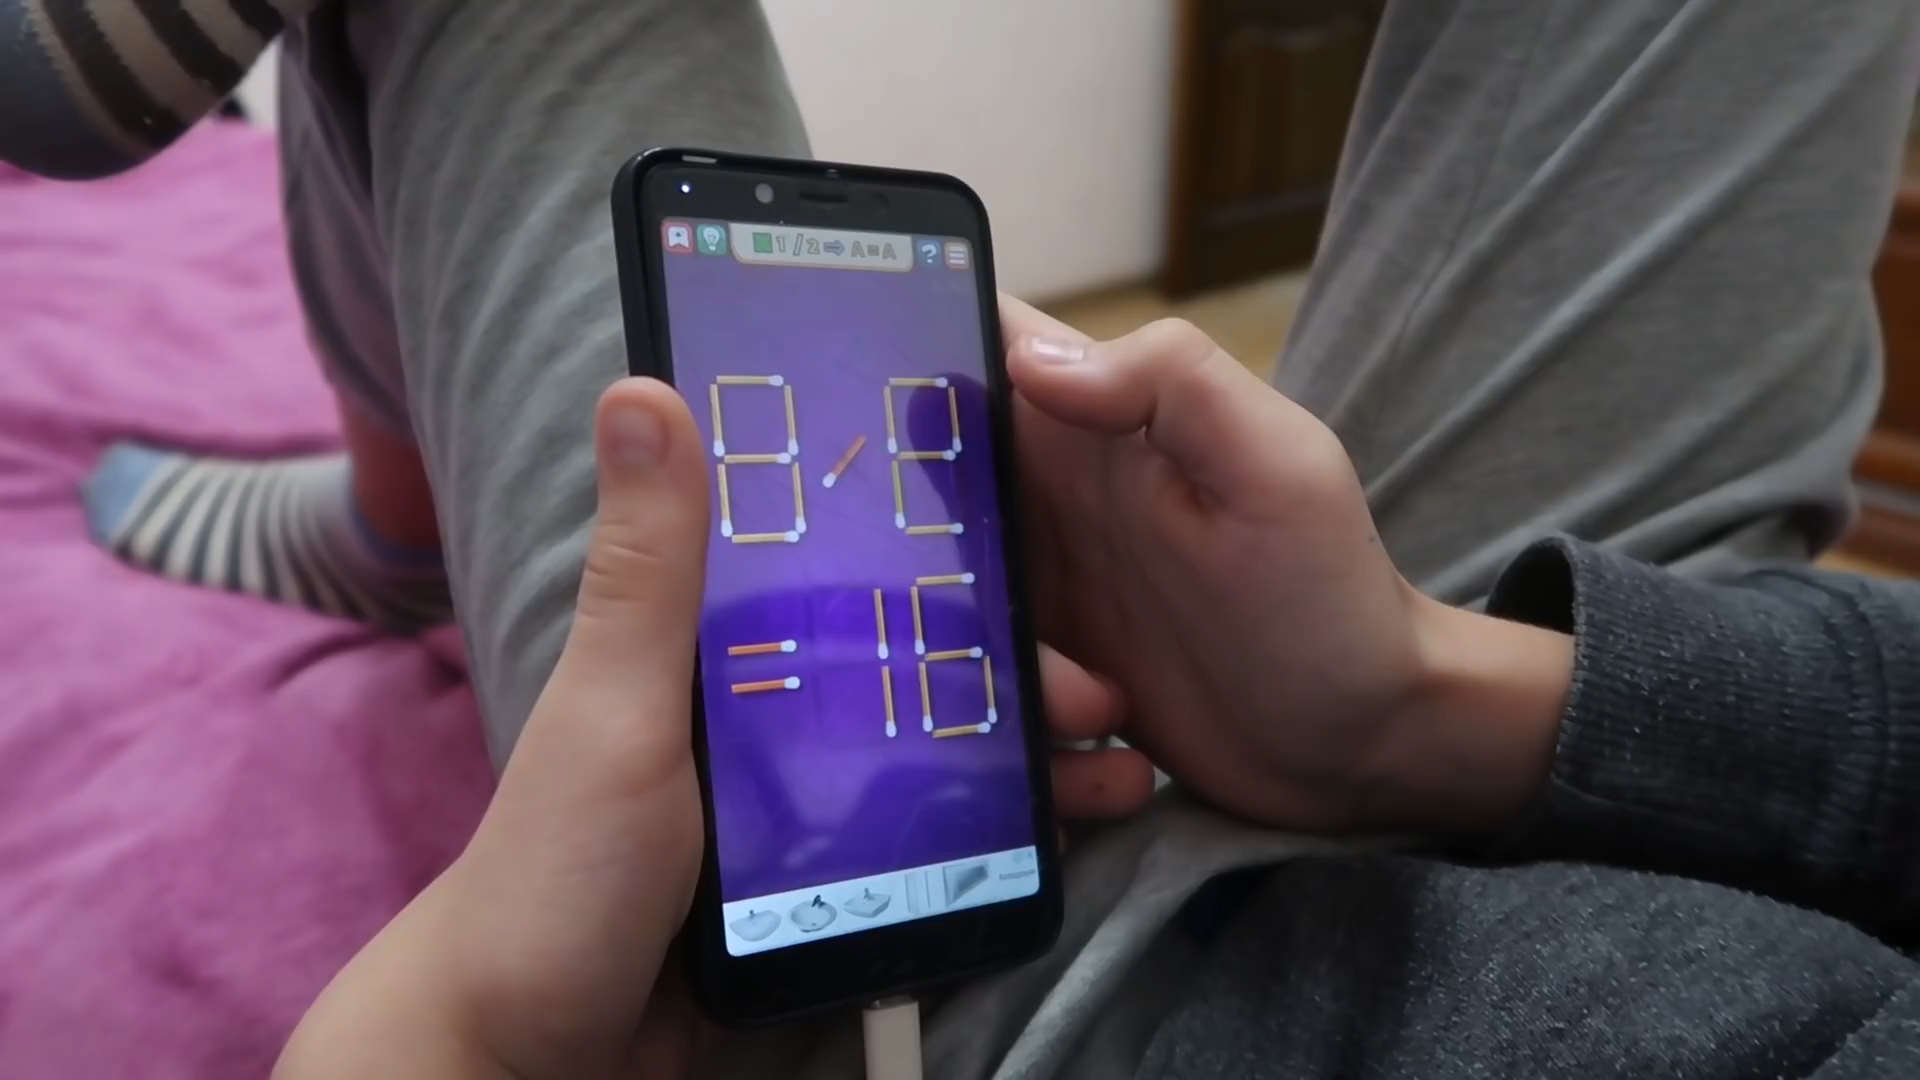 1/2⇒A=A ?
8 / 2
= 16